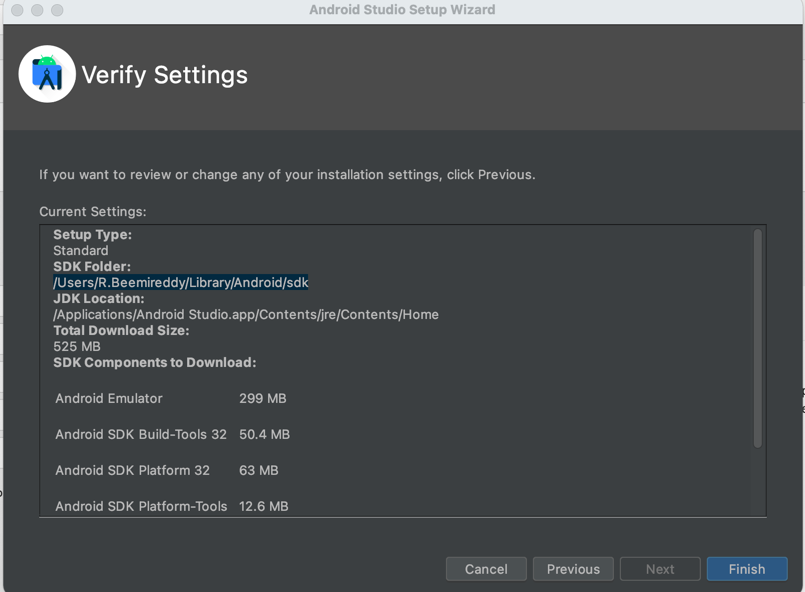 Android Studio Setup Wizard
Verify Settings
If you want to review or change any of your installation settings, click Previous.
Current Settings:
Setup Type:
Standard
SDK Folder:
/Users/R.Beemireddy/Library/Android/sdk
JDK Location:
/Applications/Android Studio.app/Contents/jre/Contents/Home
Total Download Size:
525 MB
SDK Components to Download:
Android Emulator 299 MB
Android SDK Build-Tools 32 50.4 MB
Android SDK Platform 32 63 MB
Android SDK Platform-Tools 12.6 MB
Cancel Previous Next Finish